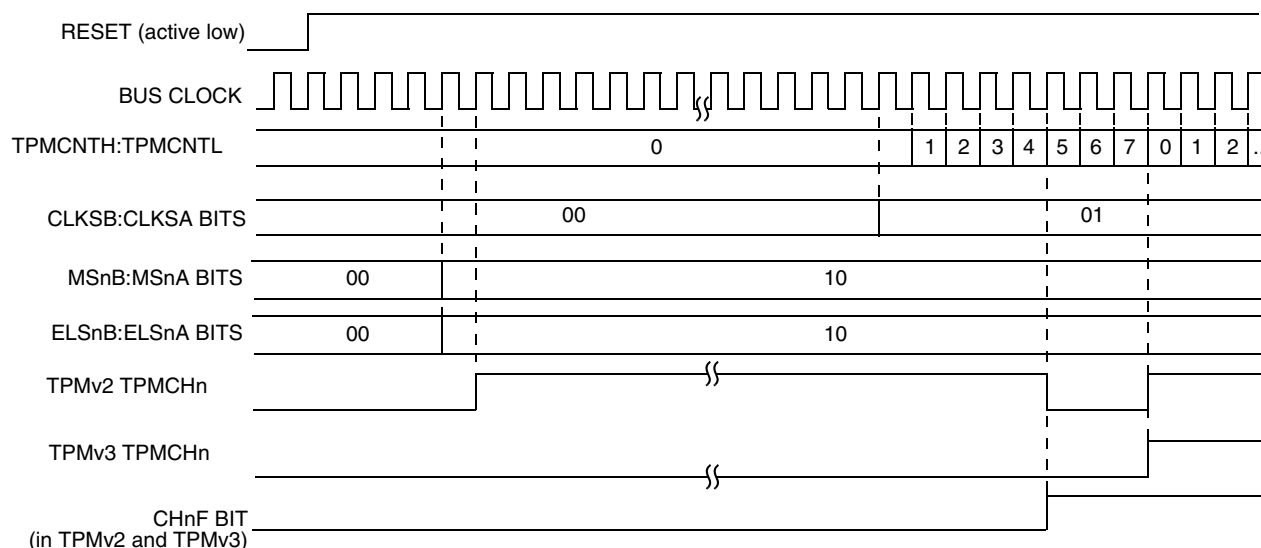 RESET (active low)
BUS CLOCK
TPMCNTH:TPMCNTL 0 1 2 3 4 5 6 7 0 1 2 ..
CLKSB:CLKSA BITS 00 01
MSnB:MSnA BITS 00 10
ELSnB:ELSnA BITS 00 10
TPMv2 TPMCHn
TPMv3 TPMCHn
CHnF BIT
(in TPMv2 and TPMv3)